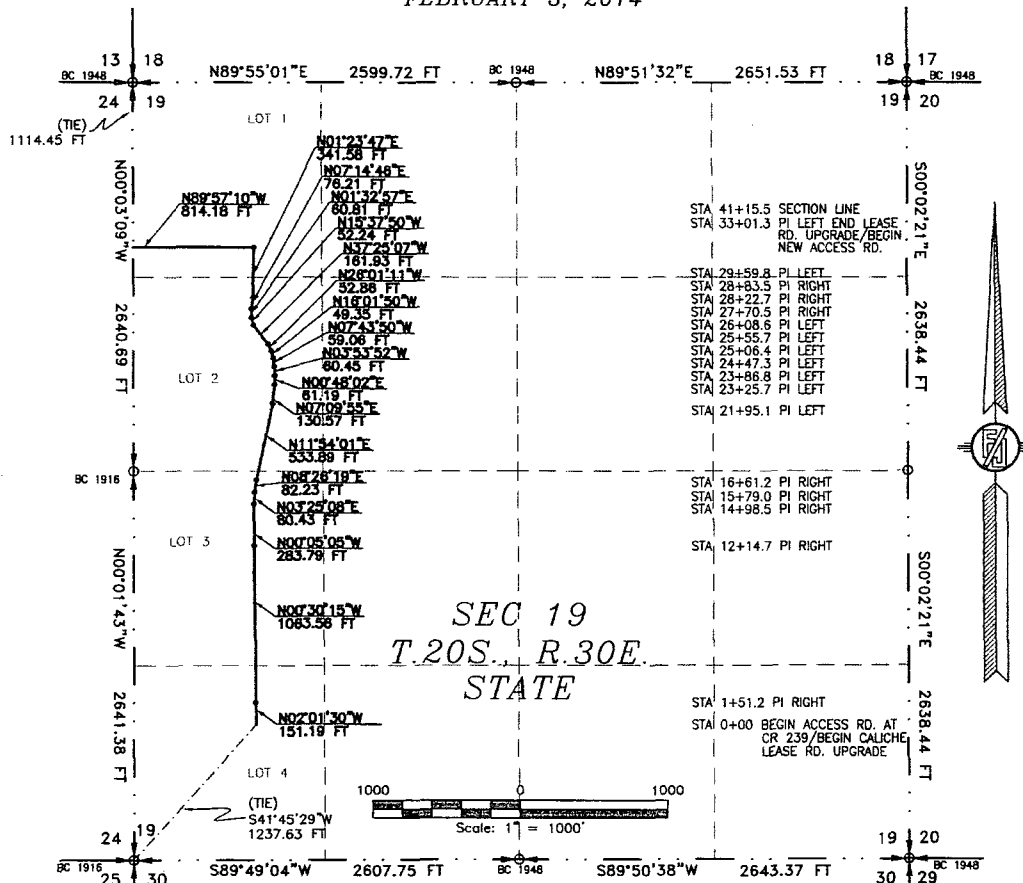 FEBRUARY 3, 2014
13 18
BC 1948
24 19
N89°55'01"E 2599.72 FT
BC 1948
N89°51'32"E 2651.53 FT
18 17
BC 1948
19 20
(TIE)
1114.45 FT
LOT 1
N00°03'09"W
2640.69 FT
N89°57'10"W
814.18 FT
N01°23'47"E
341.58 FT
N07°14'48"E
76.21 FT
N01°32'57"E
60.81 FT
N15°37'50"W
52.24 FT
N37°25'07"W
161.93 FT
N26°01'11"W
52.88 FT
N16°01'50"W
49.35 FT
N07°43'50"W
59.06 FT
N03°53'52"W
60.45 FT
N00°48'02"E
61.19 FT
N07°09'55"E
130.57 FT
N11°54'01"E
533.89 FT
N08°28'19"E
82.23 FT
N03°25'08"E
80.43 FT
N00°05'05"W
283.79 FT
N00°30'15"W
1063.56 FT
N02°01'30"W
151.19 FT
STA 41+15.5 SECTION LINE
STA 33+01.3 PI LEFT END LEASE
RD. UPGRADE/BEGIN
NEW ACCESS RD.
STA 29+59.8 PI LEFT
STA 28+83.5 PI RIGHT
STA 28+22.7 PI RIGHT
STA 27+70.5 PI RIGHT
STA 26+08.6 PI LEFT
STA 25+55.7 PI LEFT
STA 25+06.4 PI LEFT
STA 24+47.3 PI LEFT
STA 23+86.8 PI LEFT
STA 23+25.7 PI LEFT
STA 21+95.1 PI LEFT
STA 16+61.2 PI RIGHT
STA 15+79.0 PI RIGHT
STA 14+98.5 PI RIGHT
STA 12+14.7 PI RIGHT
STA 1+51.2 PI RIGHT
STA 0+00 BEGIN ACCESS RD. AT
CR 239/BEGIN CALICHE
LEASE RD. UPGRADE
S00°02'21"E
2638.44 FT
LOT 2
BC 1916
LOT 3
N00°01'43"W
2641.38 FT
SEC 19
T.20S., R.30E.
STATE
S00°02'21"E
2638.44 FT
LOT 4
(TIE)
S41°45'29"W
1237.63 FT
1000 0 1000
Scale: 1" = 1000'
24 19
BC 1916
25 30
S89°49'04"W 2607.75 FT
BC 1948
S89°50'38"W 2643.37 FT
19 20
BC 1948
30 29